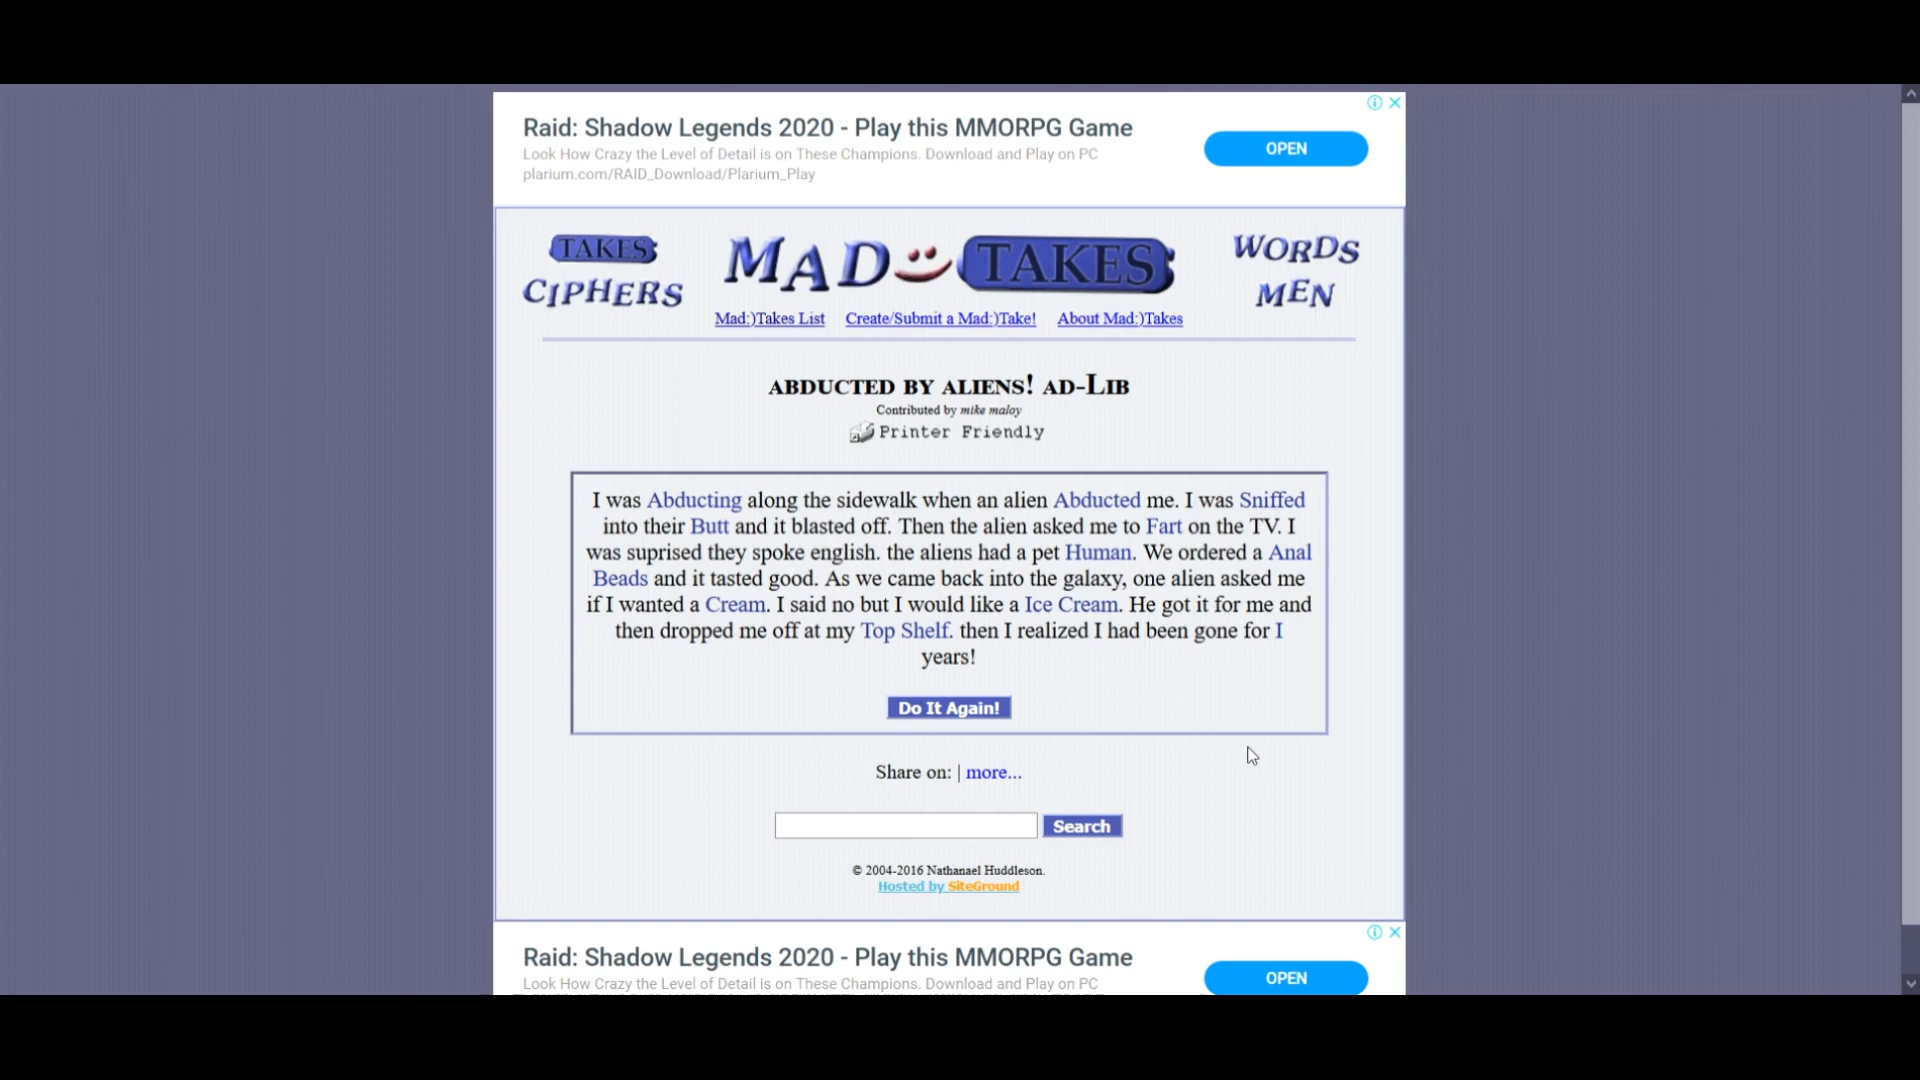 Raid: Shadow Legends 2020 - Play this MMORPG Game
Look How Crazy the Level of Detail is on These Champions. Download and Play on PC
plarium.com/RAID_Download/Plarium_Play
OPEN
TAKES
CIPHERS
MAD:)TAKES
WORDS
MEN
Mad:)Takes List Create/Submit a Mad:)Take! About Mad:)Takes
ABDUCTED BY ALIENS! AD-LIB
Contributed by mike maloy
Printer Friendly
I was Abducting along the sidewalk when an alien Abducted me. I was Sniffed
into their Butt and it blasted off. Then the alien asked me to Fart on the TV. I
was suprised they spoke english. the aliens had a pet Human. We ordered a Anal
Beads and it tasted good. As we came back into the galaxy, one alien asked me
if I wanted a Cream. I said no but I would like a Ice Cream. He got it for me and
then dropped me off at my Top Shelf. then I realized I had been gone for I
years!
Do It Again!
Share on: | more...
Search
© 2004-2016 Nathanael Huddleson.
Hosted by SiteGround
Raid: Shadow Legends 2020 - Play this MMORPG Game
Look How Crazy the Level of Detail is on These Champions. Download and Play on PC
OPEN